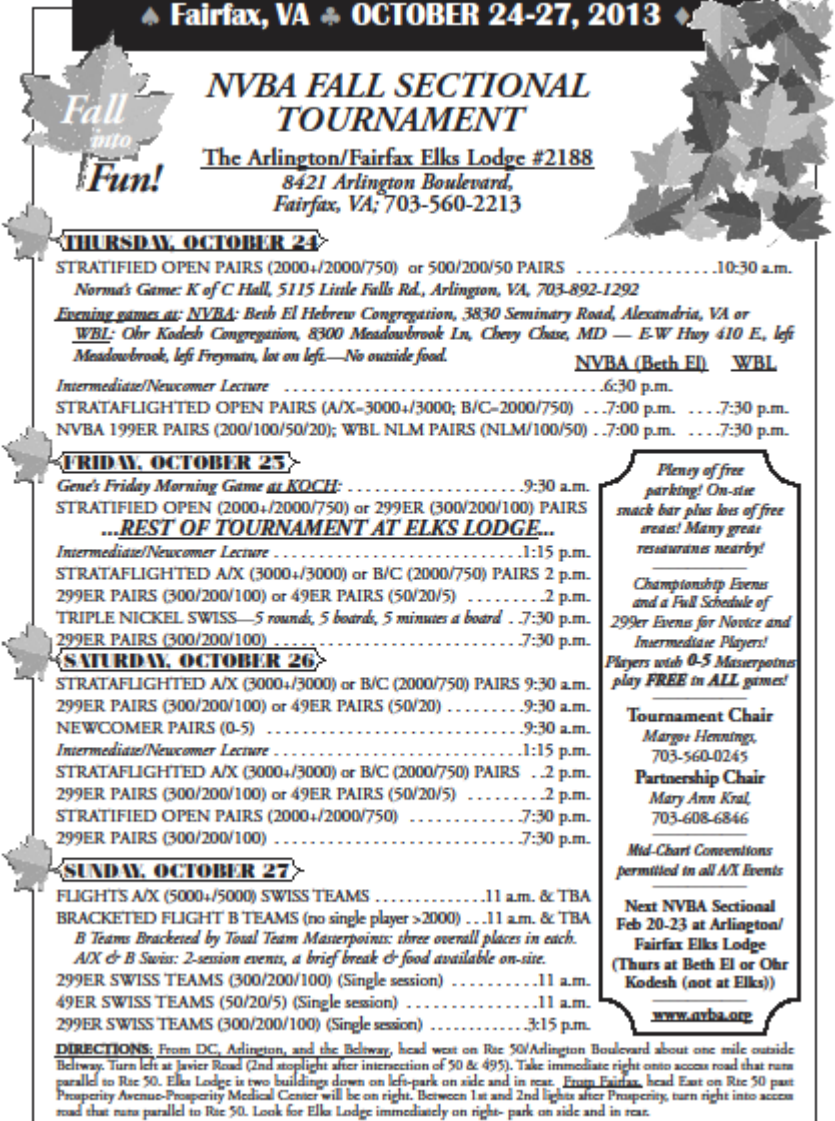 ♠ Fairfax, VA ♣ OCTOBER 24-27, 2013 ♦
Fall
into
Fun!
NVBA FALL SECTIONAL
TOURNAMENT
The Arlington/Fairfax Elks Lodge #2188
8421 Arlington Boulevard,
Fairfax, VA; 703-560-2213
THURSDAY, OCTOBER 24
STRATIFIED OPEN PAIRS (2000+/2000/750) or 500/200/50 PAIRS ................10:30 a.m.
Norma's Game: K of C Hall, 5115 Little Falls Rd., Arlington, VA, 703-892-1292
Evening games at: NVBA: Beth El Hebrew Congregation, 3830 Seminary Road, Alexandria, VA or
WBL: Ohr Kodesh Congregation, 8300 Meadowbrook Ln, Chevy Chase, MD — E-W Hwy 410 E., left
Meadowbrook, left Freyman, lot on left.—No outside food.
NVBA (Beth El) WBL
Intermediate/Newcomer Lecture ...................................6:30 p.m.
STRATAFLIGHTED OPEN PAIRS (A/X=3000+/3000; B/C=2000/750) ...7:00 p.m. ....7:30 p.m.
NVBA 199ER PAIRS (200/100/50/20); WBL NLM PAIRS (NLM/100/50) ..7:00 p.m. ....7:30 p.m.
FRIDAY, OCTOBER 25
Gene's Friday Morning Game at KOCH: ....................9:30 a.m.
STRATIFIED OPEN (2000+/2000/750) or 299ER (300/200/100) PAIRS
...REST OF TOURNAMENT AT ELKS LODGE...
Intermediate/Newcomer Lecture ...........................1:15 p.m.
STRATAFLIGHTED A/X (3000+/3000) or B/C (2000/750) PAIRS 2 p.m.
299ER PAIRS (300/200/100) or 49ER PAIRS (50/20/5) .........2 p.m.
TRIPLE NICKEL SWISS—5 rounds, 5 boards, 5 minutes a board ..7:30 p.m.
299ER PAIRS (300/200/100) ...........................7:30 p.m.
SATURDAY, OCTOBER 26
STRATAFLIGHTED A/X (3000+/3000) or B/C (2000/750) PAIRS 9:30 a.m.
299ER PAIRS (300/200/100) or 49ER PAIRS (50/20) .........9:30 a.m.
NEWCOMER PAIRS (0-5) ............................9:30 a.m.
Intermediate/Newcomer Lecture ...........................1:15 p.m.
STRATAFLIGHTED A/X (3000+/3000) or B/C (2000/750) PAIRS ..2 p.m.
299ER PAIRS (300/200/100) or 49ER PAIRS (50/20/5) .........2 p.m.
STRATIFIED OPEN PAIRS (2000+/2000/750) ............7:30 p.m.
299ER PAIRS (300/200/100) ...........................7:30 p.m.
SUNDAY, OCTOBER 27
FLIGHTS A/X (5000+/5000) SWISS TEAMS ..............11 a.m. & TBA
BRACKETED FLIGHT B TEAMS (no single player >2000) ...11 a.m. & TBA
B Teams Bracketed by Total Team Masterpoints: three overall places in each.
A/X & B Swiss: 2-session events, a brief break & food available on-site.
299ER SWISS TEAMS (300/200/100) (Single session) ..........11 a.m.
49ER SWISS TEAMS (50/20/5) (Single session) ...............11 a.m.
299ER SWISS TEAMS (300/200/100) (Single session) ............3:15 p.m.
Plenty of free
parking! On-site
snack bar plus lots of free
treats! Many great
restaurants nearby!
Championship Events
and a Full Schedule of
299er Events for Novice and
Intermediate Players!
Players with 0-5 Masterpoints
play FREE in ALL games!
Tournament Chair
Margot Hennings,
703-560-0245
Partnership Chair
Mary Ann Kral,
703-608-6846
Mid-Chart Conventions
permitted in all A/X Events
Next NVBA Sectional
Feb 20-23 at Arlington/
Fairfax Elks Lodge
(Thurs at Beth El or Ohr
Kodesh (not at Elks))
www.nvba.org
DIRECTIONS: From DC, Arlington, and the Beltway, head west on Rte 50/Arlington Boulevard about one mile outside
Beltway. Turn left at Javier Road (2nd stoplight after intersection of 50 & 495). Take immediate right onto access road that runs
parallel to Rte 50. Elks Lodge is two buildings down on left-park on side and in rear. From Fairfax, head East on Rte 50 past
Prosperity Avenue-Prosperity Medical Center will be on right. Between 1st and 2nd lights after Prosperity, turn right into access
road that runs parallel to Rte 50. Look for Elks Lodge immediately on right- park on side and in rear.